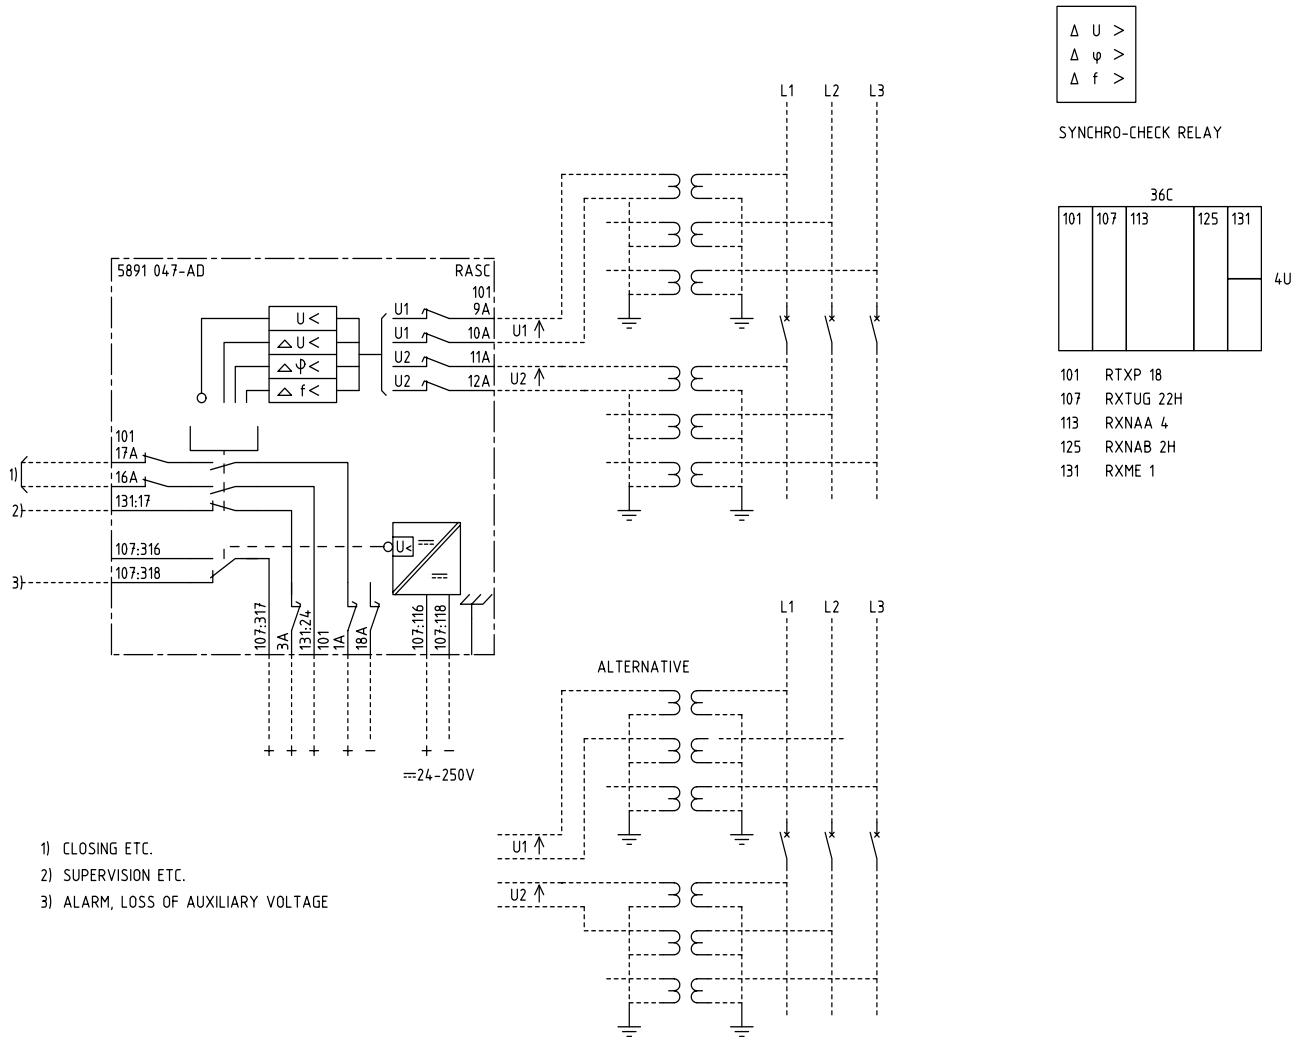 Δ U >
Δ φ >
Δ f >
SYNCHRO-CHECK RELAY
36C
101 107 113 125 131
4U
101 RTXP 18
107 RXTUG 22H
113 RXNAA 4
125 RXNAB 2H
131 RXME 1
L1 L2 L3
5891 047-AD RASC
101
U< U1 9A
△ U< U1 10A U1
△ φ< U2 11A
△ f< U2 12A U2
101
17A
1) 16A
2) 131:17
107:316
3) 107:318
U<
107:317
3A
131:24
101
1A
18A
107:116
107:118
+ + + + - + -
24-250V
L1 L2 L3
ALTERNATIVE
U1
U2
1) CLOSING ETC.
2) SUPERVISION ETC.
3) ALARM, LOSS OF AUXILIARY VOLTAGE